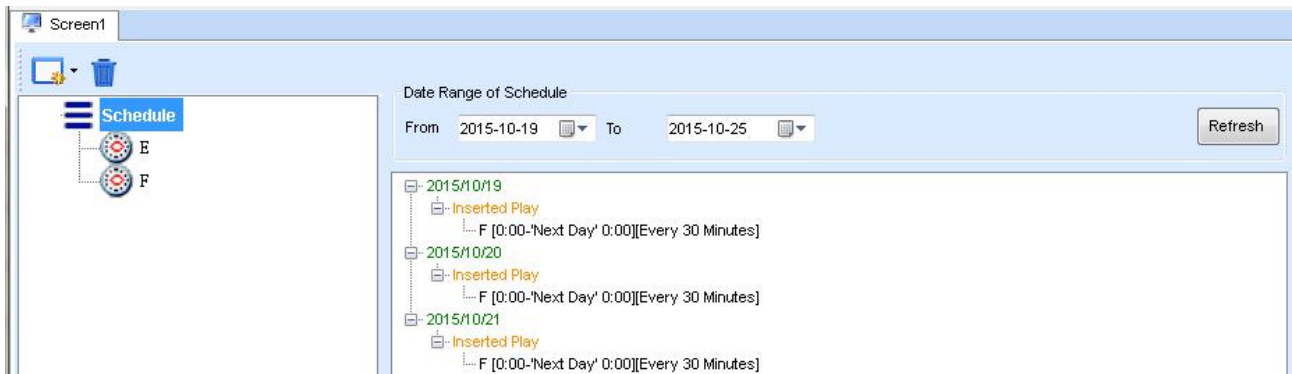 Screen1
Schedule
E
F
Date Range of Schedule
From 2015-10-19 To 2015-10-25 Refresh
2015/10/19
Inserted Play
F [0:00-'Next Day' 0:00][Every 30 Minutes]
2015/10/20
Inserted Play
F [0:00-'Next Day' 0:00][Every 30 Minutes]
2015/10/21
Inserted Play
F [0:00-'Next Day' 0:00][Every 30 Minutes]